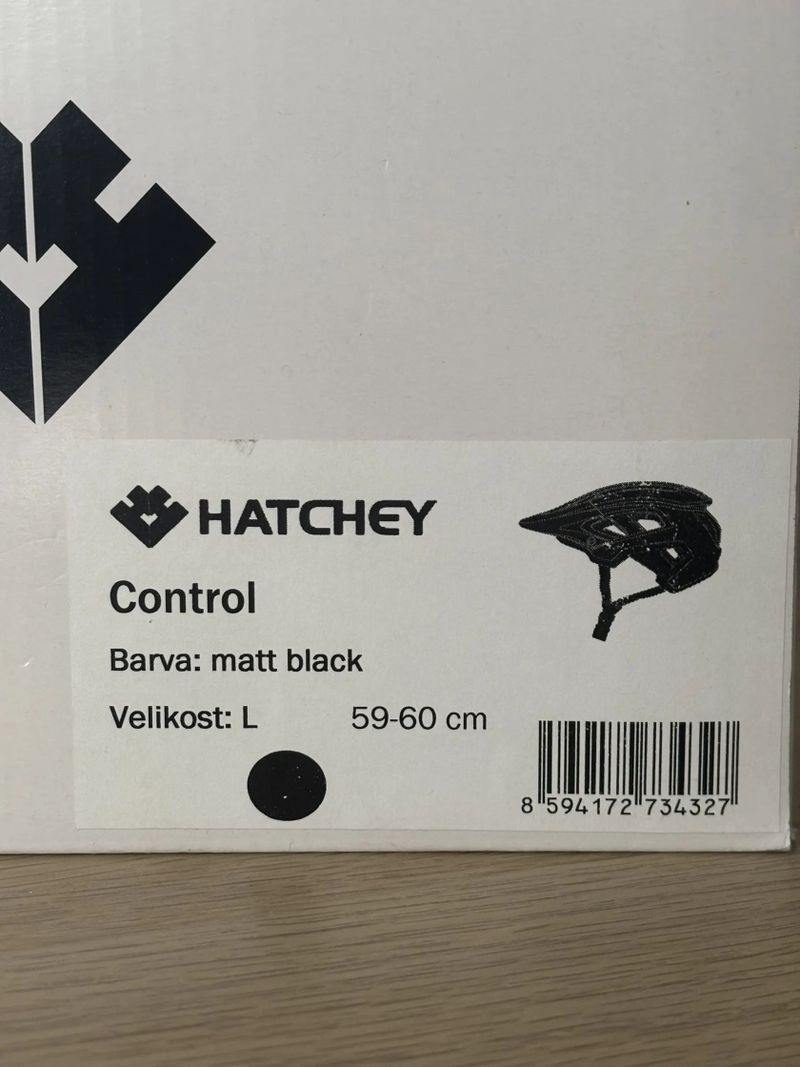 HATCHEY
Control
Barva: matt black
Velikost: L 59-60 cm
8 594172 734327